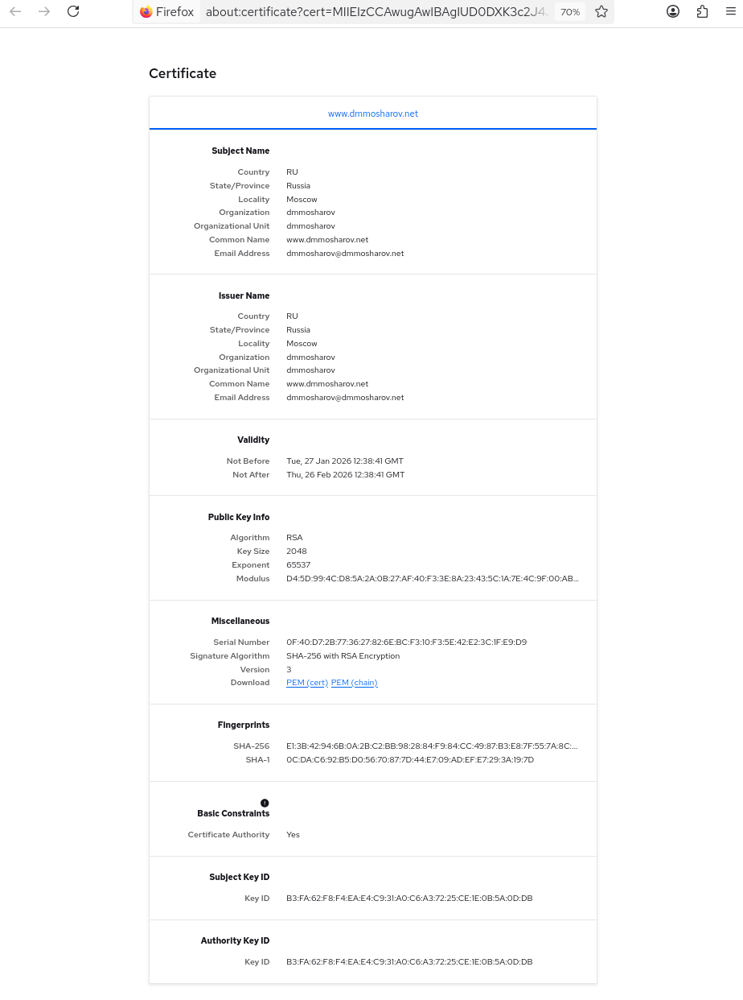 Firefox about:certificate?cert=MIIEIzCCAwugAwIBAgIUD0DXK3c2J4 70%
Certificate
www.dmmosharov.net
Subject Name
Country RU
State/Province Russia
Locality Moscow
Organization dmmosharov
Organizational Unit dmmosharov
Common Name www.dmmosharov.net
Email Address dmmosharov@dmmosharov.net
Issuer Name
Country RU
State/Province Russia
Locality Moscow
Organization dmmosharov
Organizational Unit dmmosharov
Common Name www.dmmosharov.net
Email Address dmmosharov@dmmosharov.net
Validity
Not Before Tue, 27 Jan 2026 12:38:41 GMT
Not After Thu, 26 Feb 2026 12:38:41 GMT
Public Key Info
Algorithm RSA
Key Size 2048
Exponent 65537
Modulus D4:5D:99:4C:D8:5A:2A:0B:27:AF:40:F3:3E:8A:23:43:5C:1A:7E:4C:9F:00:AB…
Miscellaneous
Serial Number 0F:40:D7:2B:77:36:27:82:6E:BC:F3:10:F3:5E:42:E2:3C:1F:E9:D9
Signature Algorithm SHA-256 with RSA Encryption
Version 3
Download PEM (cert) PEM (chain)
Fingerprints
SHA-256 E1:3B:42:94:6B:0A:2B:C2:BB:98:28:84:F9:84:CC:49:87:B3:E8:7F:55:7A:8C:…
SHA-1 0C:DA:C6:92:B5:D0:56:70:87:7D:44:E7:09:AD:EF:E7:29:3A:19:7D
Basic Constraints
Certificate Authority Yes
Subject Key ID
Key ID B3:FA:62:F8:F4:EA:E4:C9:31:A0:C6:A3:72:25:CE:1E:0B:5A:0D:DB
Authority Key ID
Key ID B3:FA:62:F8:F4:EA:E4:C9:31:A0:C6:A3:72:25:CE:1E:0B:5A:0D:DB